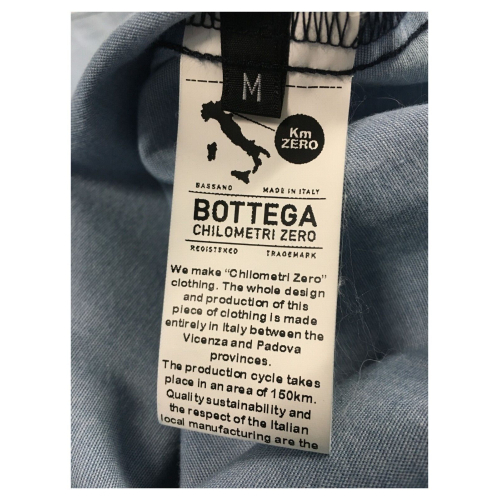 M
Km
ZERO
BASSANO MADE IN ITALY
BOTTEGA
CHILOMETRI ZERO
REGISTERED TRADEMARK
We make "Chilometri Zero"
clothing. The whole design
and production of this
piece of clothing is made
entirely in Italy between the
Vicenza and Padova
provinces.
The production cycle takes
place in an area of 150km.
Quality sustainability and
the respect of the Italian
local manufacturing are the